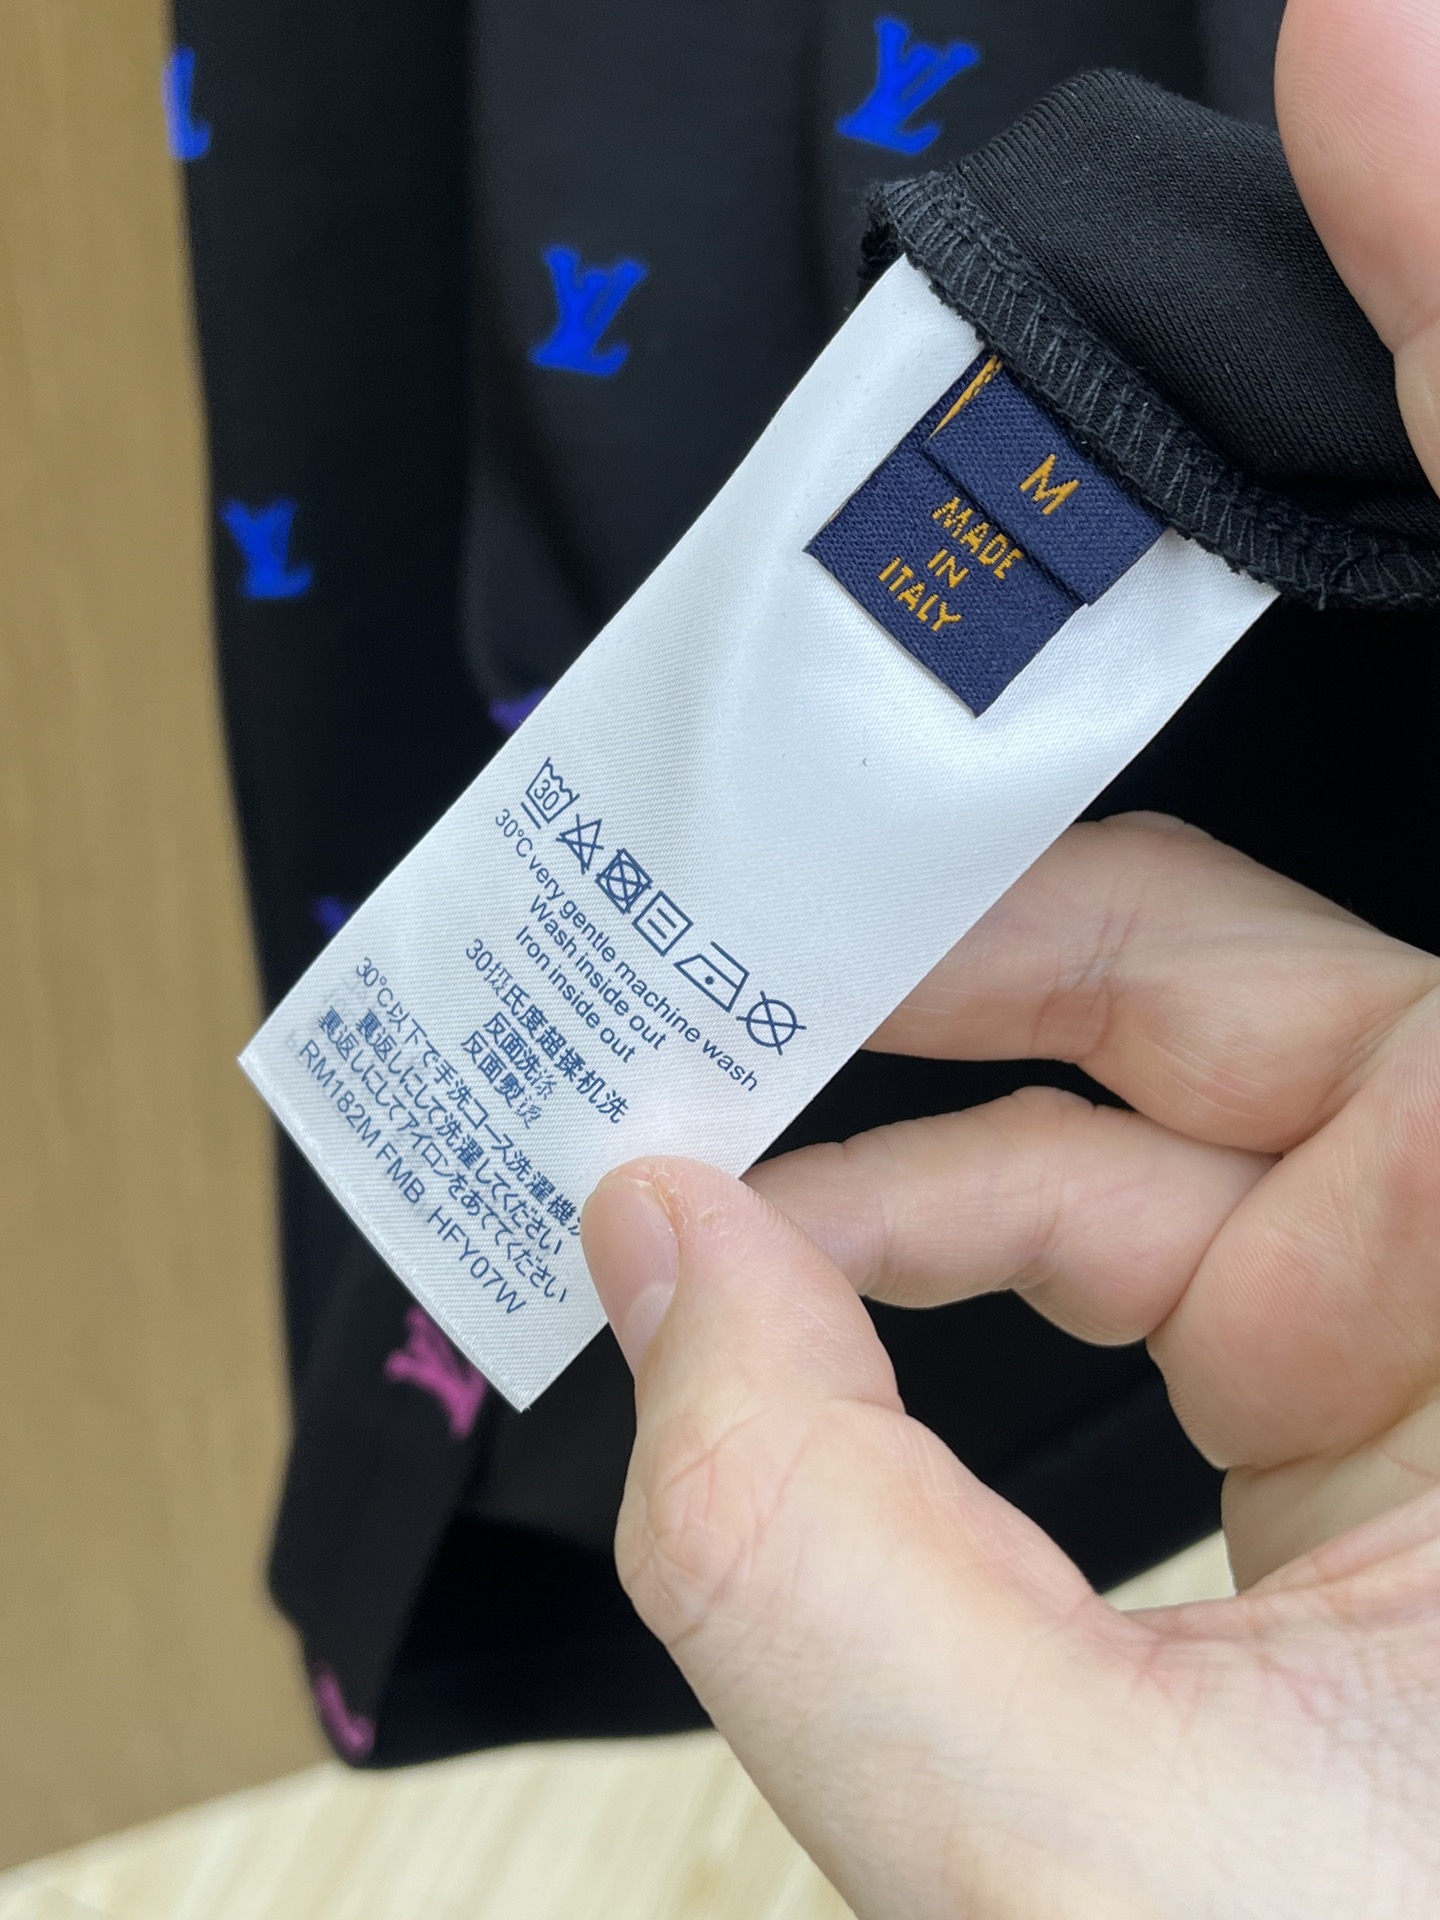 M
MADE
IN
ITALY
30
30°C very gentle machine wash
Wash inside out
Iron inside out
30摄氏度超揉机洗
反面洗涤
反面熨烫
30°C以下で手洗コース洗濯機
裏返しにして洗濯してください
裏返しにしてアイロンをあててください
RM182M FMB HFY07W